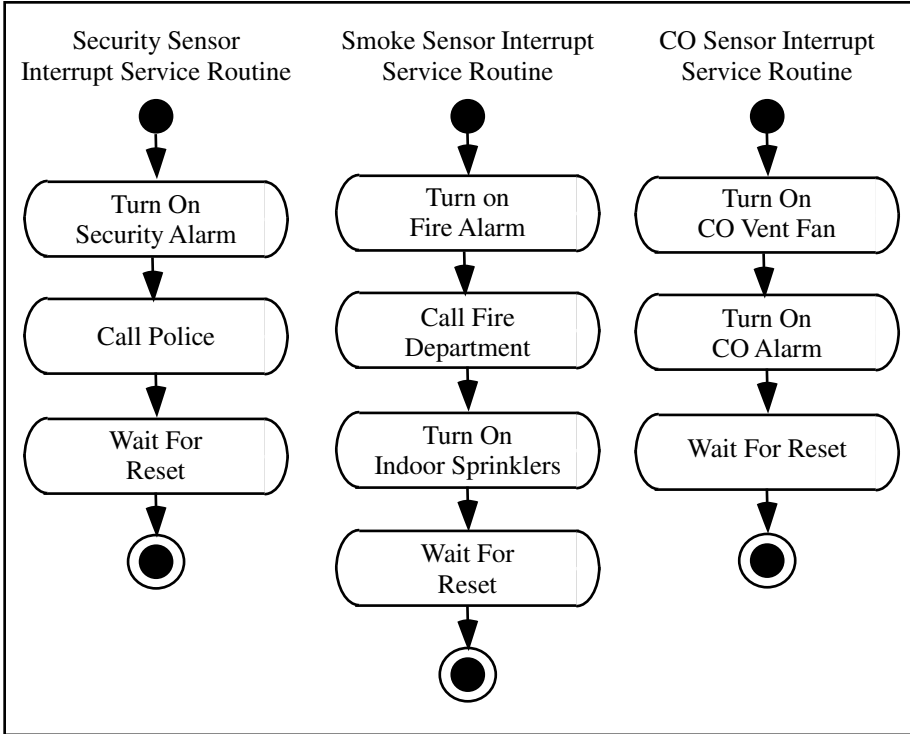 Security Sensor
Interrupt Service Routine
Turn On
Security Alarm
Call Police
Wait For
Reset
Smoke Sensor Interrupt
Service Routine
Turn on
Fire Alarm
Call Fire
Department
Turn On
Indoor Sprinklers
Wait For
Reset
CO Sensor Interrupt
Service Routine
Turn On
CO Vent Fan
Turn On
CO Alarm
Wait For Reset